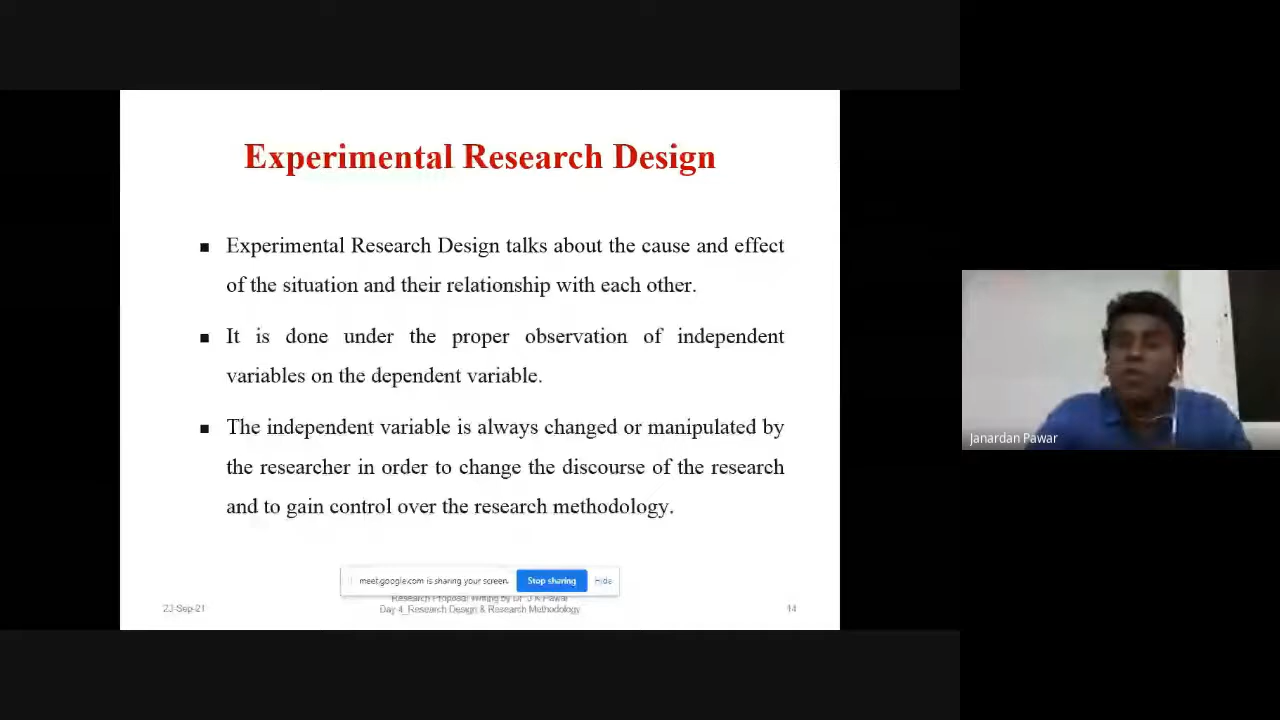 Experimental Research Design
▪ Experimental Research Design talks about the cause and effect
of the situation and their relationship with each other.
▪ It is done under the proper observation of independent
variables on the dependent variable.
▪ The independent variable is always changed or manipulated by
the researcher in order to change the discourse of the research
and to gain control over the research methodology.
meet.google.com is sharing your screen.
Stop sharing
Hide
Research Proposal Writing by Dr. J K Pawar
23-Sep-21
Day 4_Research Design & Research Methodology
14
Janardan Pawar